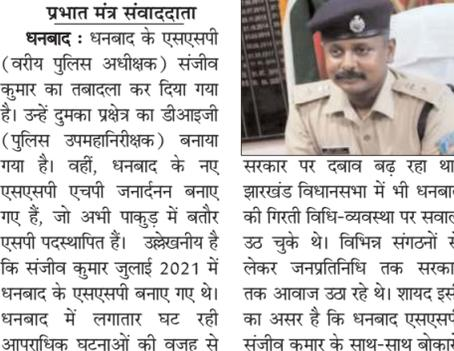 प्रभात मंत्र संवाददाता
धनबाद : धनबाद के एसएसपी
(वरीय पुलिस अधीक्षक) संजीव
कुमार का तबादला कर दिया गया
है। उन्हें दुमका प्रक्षेत्र का डीआइजी
(पुलिस उपमहानिरीक्षक) बनाया
गया है। वहीं, धनबाद के नए
एसएसपी एचपी जनार्दनन बनाए
गए हैं, जो अभी पाकुड़ में बतौर
एसपी पदस्थापित हैं। उल्लेखनीय है
कि संजीव कुमार जुलाई 2021 में
धनबाद के एसएसपी बनाए गए थे।
धनबाद में लगातार घट रही
आपराधिक घटनाओं की वजह से
सरकार पर दबाव बढ़ रहा था
झारखंड विधानसभा में भी धनबाद
की गिरती विधि-व्यवस्था पर सवाल
उठ चुके थे। विभिन्न संगठनों से
लेकर जनप्रतिनिधि तक सरका
तक आवाज उठा रहे थे। शायद इसी
का असर है कि धनबाद एसएसपी
संजीव कुमार के साथ-साथ बोकारो